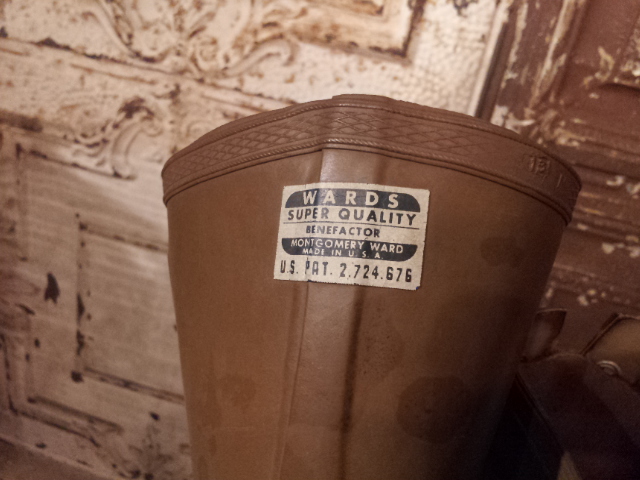 WARDS
SUPER QUALITY
BENEFACTOR
MONTGOMERY WARD
MADE IN U.S.A
U.S. PAT. 2,724,676